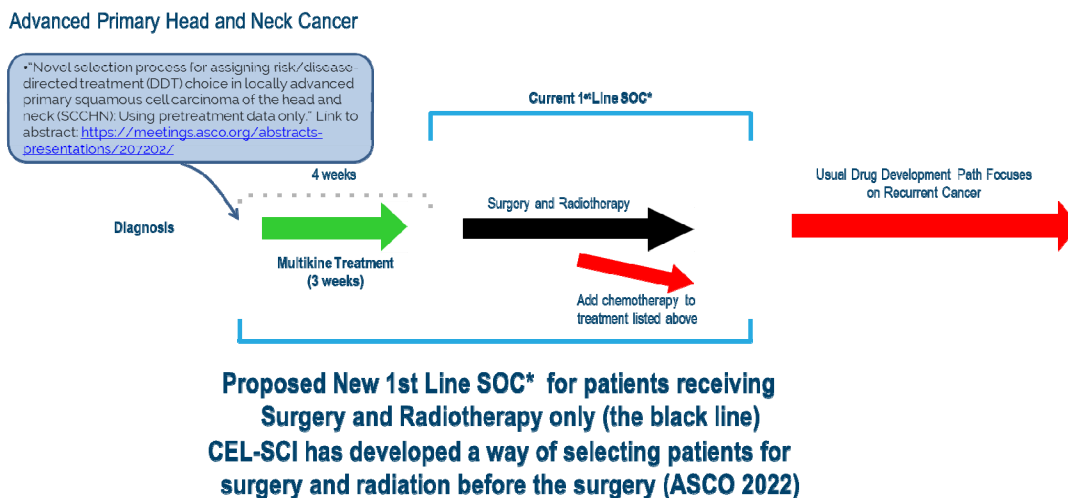 Advanced Primary Head and Neck Cancer
•"Novel selection process for assigning risk/disease-
directed treatment (DDT) choice in locally advanced
primary squamous cell carcinoma of the head and
neck (SCCHN): Using pretreatment data only." Link to
abstract: https://meetings.asco.org/abstracts-
presentations/207202/
Current 1st Line SOC*
4 weeks
Usual Drug Development Path Focuses
on Recurrent Cancer
Surgery and Radiotherapy
Diagnosis
Multikine Treatment
(3 weeks)
Add chemotherapy to
treatment listed above
Proposed New 1st Line SOC* for patients receiving
Surgery and Radiotherapy only (the black line)
CEL-SCI has developed a way of selecting patients for
surgery and radiation before the surgery (ASCO 2022)